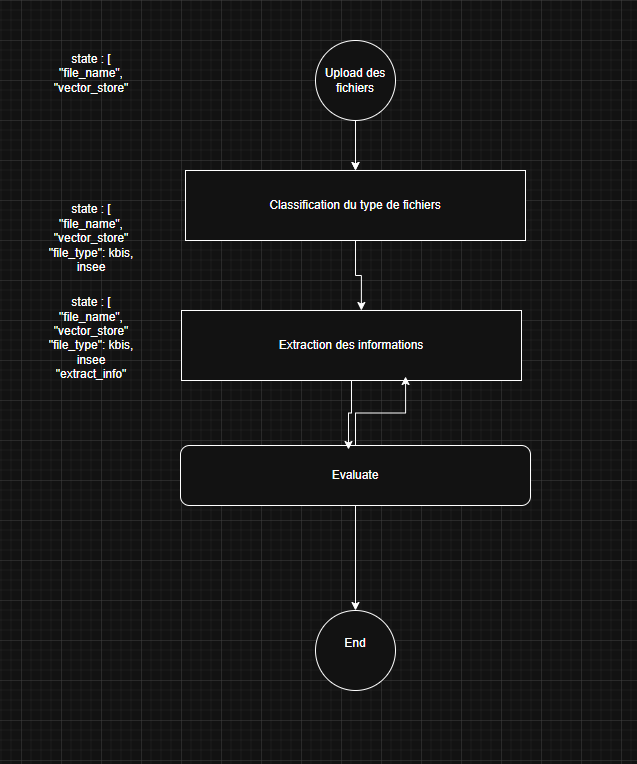 state : [
"file_name",
"vector_store"
Upload des
fichiers
Classification du type de fichiers
state : [
"file_name",
"vector_store"
"file_type": kbis,
insee
state : [
"file_name",
"vector_store"
"file_type": kbis,
insee
"extract_info"
Extraction des informations
Evaluate
End